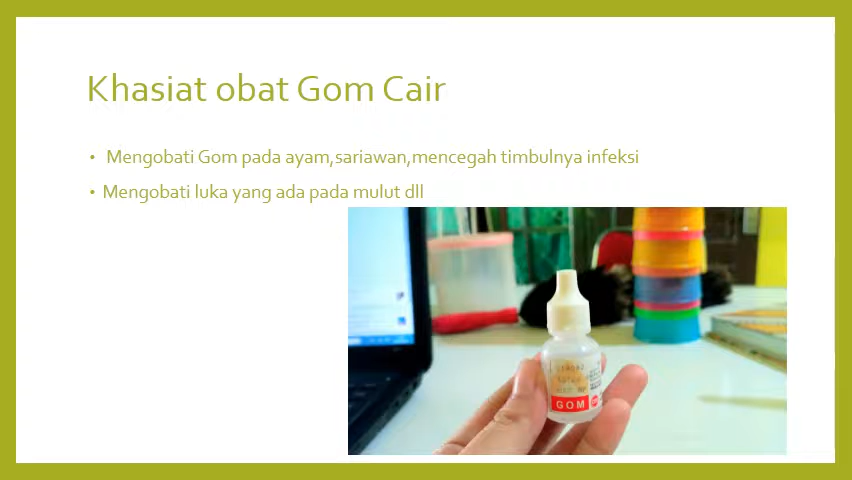 Khasiat obat Gom Cair
• Mengobati Gom pada ayam,sariawan,mencegah timbulnya infeksi
• Mengobati luka yang ada pada mulut dll
GOM